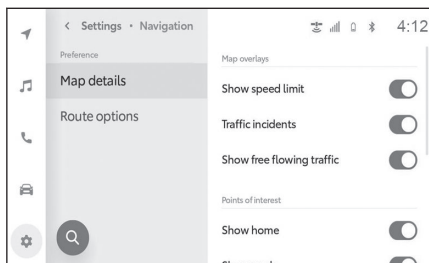 Settings • Navigation
4:12
Preference
Map details
Route options
Map overlays
Show speed limit
Traffic incidents
Show free flowing traffic
Points of interest
Show home